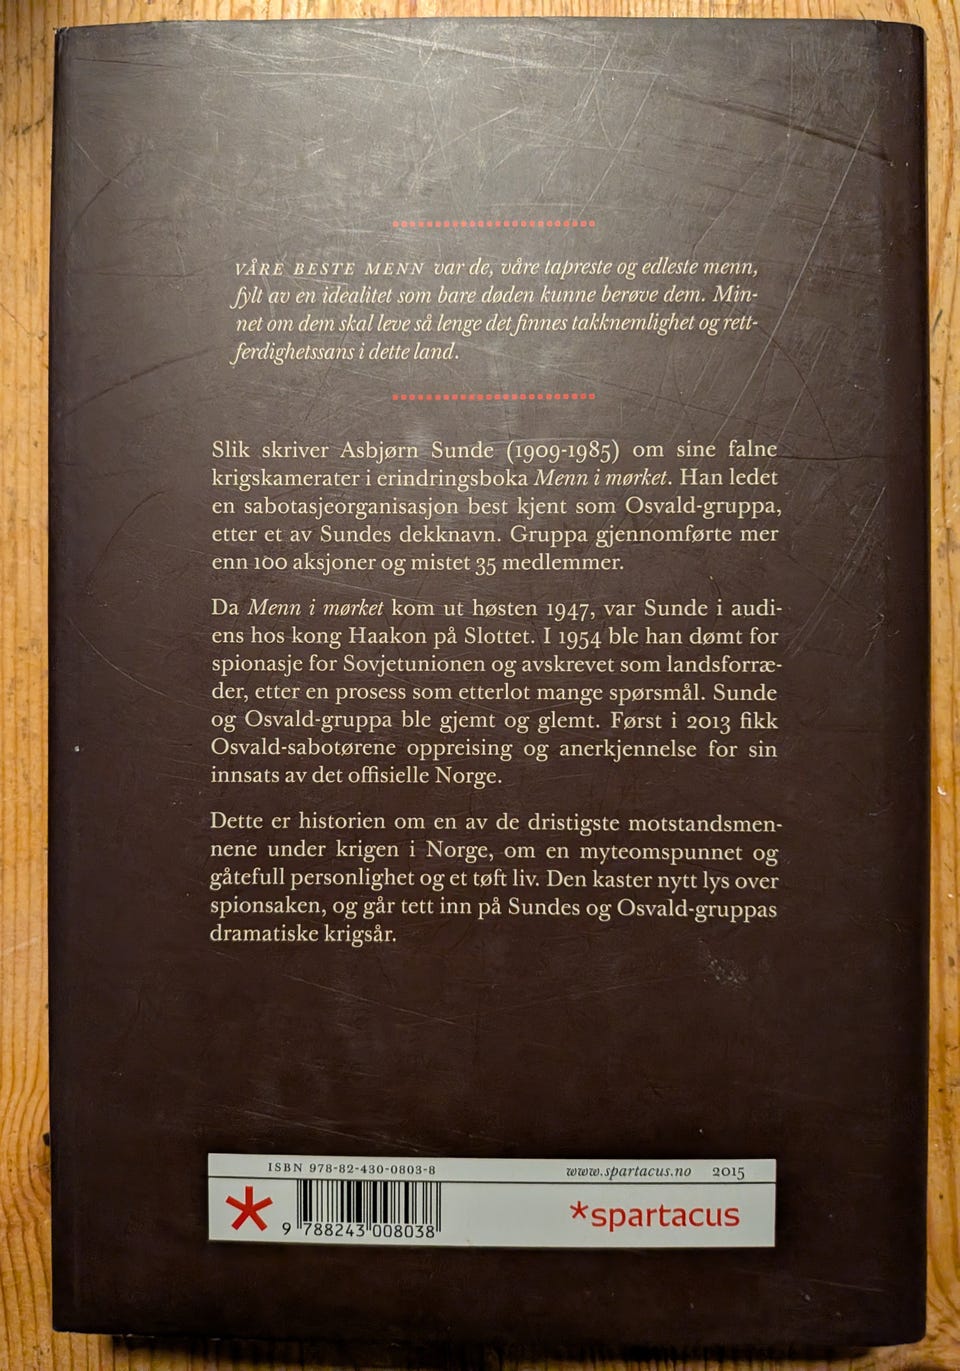 VÅRE BESTE MENN var de, våre tapreste og edleste menn,
fylt av en idealitet som bare døden kunne berøve dem. Min-
net om dem skal leve så lenge det finnes takknemlighet og rett-
ferdighetssans i dette land.
Slik skriver Asbjørn Sunde (1909-1985) om sine falne
krigskamerater i erindringsboka Menn i mørket. Han ledet
en sabotasjeorganisasjon best kjent som Osvald-gruppa,
etter et av Sundes dekknavn. Gruppa gjennomførte mer
enn 100 aksjoner og mistet 35 medlemmer.
Da Menn i mørket kom ut høsten 1947, var Sunde i audi-
ens hos kong Haakon på Slottet. I 1954 ble han dømt for
spionasje for Sovjetunionen og avskrevet som landsforræ-
der, etter en prosess som etterlot mange spørsmål. Sunde
og Osvald-gruppa ble gjemt og glemt. Først i 2013 fikk
Osvald-sabotørene oppreising og anerkjennelse for sin
innsats av det offisielle Norge.
Dette er historien om en av de dristigste motstandsmen-
nene under krigen i Norge, om en myteomspunnet og
gåtefull personlighet og et tøft liv. Den kaster nytt lys over
spionsaken, og går tett inn på Sundes og Osvald-gruppas
dramatiske krigsår.
ISBN 978-82-430-0803-8 www.spartacus.no 2015
9 788243 008038
*spartacus